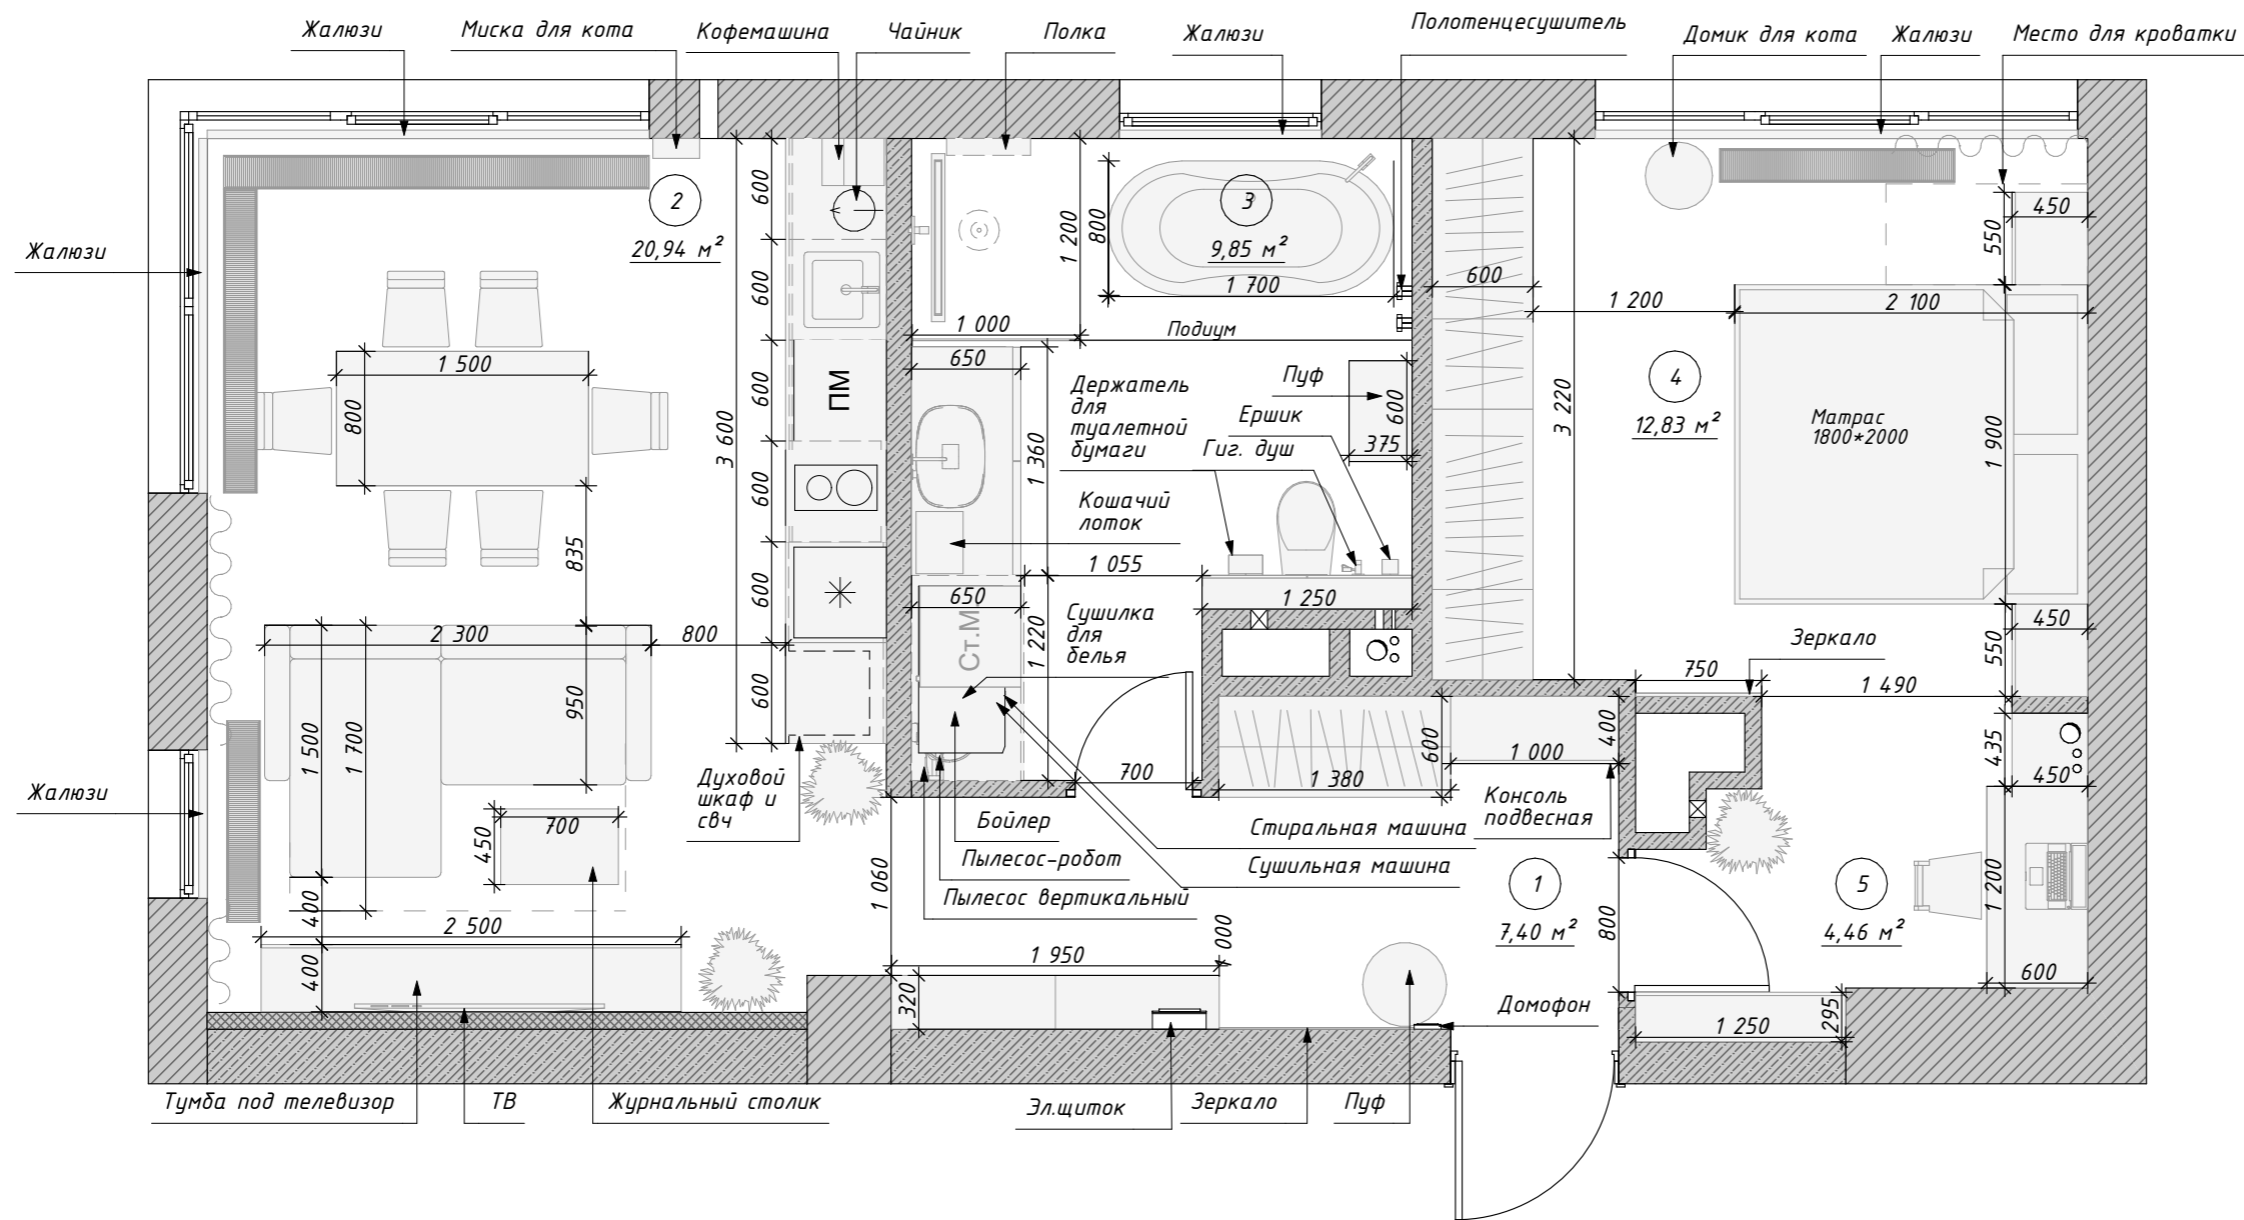 Жалюзи
Миска для кота
Кофемашина
Чайник
Полка
Жалюзи
Полотенцесушитель
Домик для кота
Жалюзи
Место для кроватки
Жалюзи
Жалюзи
2
20,94 м²
1 500
800
835
2 300
800
950
1 500
1 700
700
450
400
2 500
400
3 600
600
600
600
600
600
600
ПМ
Духовой
шкаф и
свч
3
9,85 м²
1 200
800
1 700
1 000
Подиум
650
1 360
Держатель
для
туалетной
бумаги
Пуф
600
375
Ершик
Гиг. душ
Кошачий
лоток
1 055
1 250
650
Ст.М.
1 220
Сушилка
для
белья
700
Бойлер
Пылесос-робот
Пылесос вертикальный
Стиральная машина
Сушильная машина
600
1 380
1 000
400
Консоль
подвесная
1 060
1
7,40 м²
1 950
320
800
Домофон
600
3 220
1 200
2 100
4
12,83 м²
Матрас
1800*2000
1 900
450
550
450
550
Зеркало
750
1 490
435
450
5
4,46 м²
1 200
600
1 250
295
Тумба под телевизор
ТВ
Журнальный столик
Эл.щиток
Зеркало
Пуф